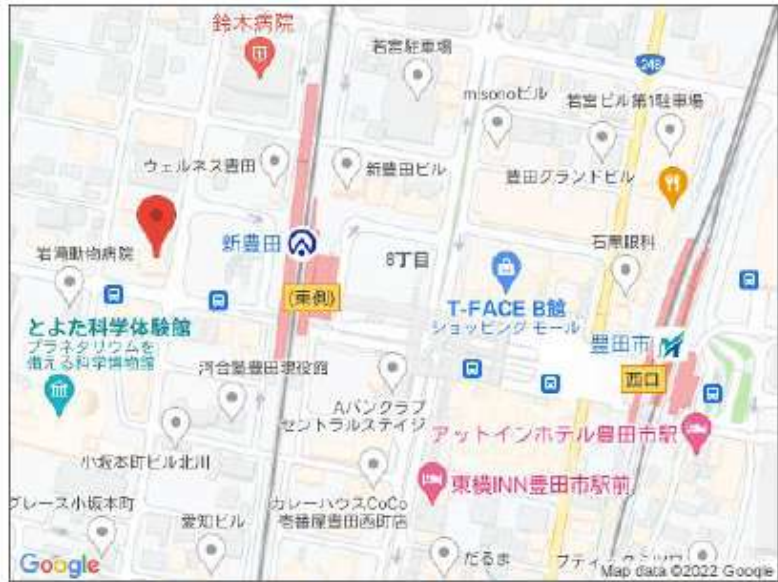 鈴木病院
若宮駐車場
248
misonoビル
若宮ビル第1駐車場
ウェルネス豊田
新豊田ビル
豊田グランドビル
岩滝動物病院
新豊田
8丁目
石黒眼科
(東側)
T-FACE B館
ショッピング モール
とよた科学体験館
プラネタリウムを
備える科学博物館
豊田市
河合塾豊田現役館
西口
Aパンクラブ
セントラルステイジ
アットインホテル豊田市駅
小坂本町ビル北川
東横INN豊田市駅前
グレース小坂本町
カレーハウスCoCo
壱番屋豊田西町店
愛知ビル
だるま
Google
Map data ©2022 Google